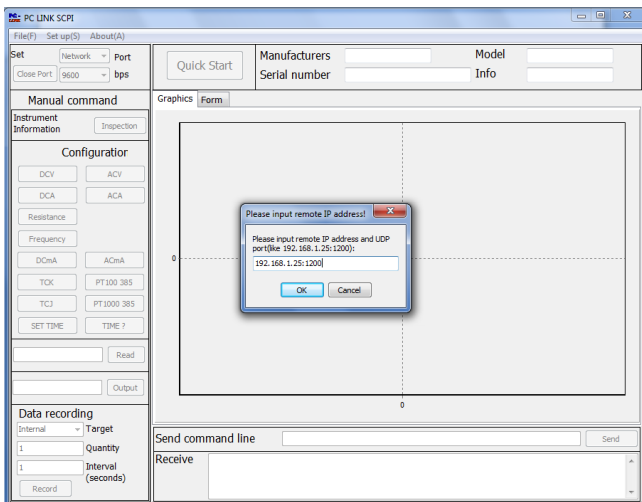 PC LINK SCPI
File(F) Set up(S) About(A)
Set Network Port
Close Port 9600 bps
Quick Start
Manufacturers Model
Serial number Info
Manual command
Instrument
Information Inspection
Configuratior
DCV ACV
DCA ACA
Resistance
Frequency
DCmA ACmA
TCK PT100 385
TCJ PT1000 385
SET TIME TIME ?
Read
Output
Data recording
Internal Target
1 Quantity
1 Interval
(seconds)
Record
Graphics Form
0
0
Please input remote IP address!
Please input remote IP address and UDP
port(like 192.168.1.25:1200):
192.168.1.25:1200
OK Cancel
Send command line Send
Receive